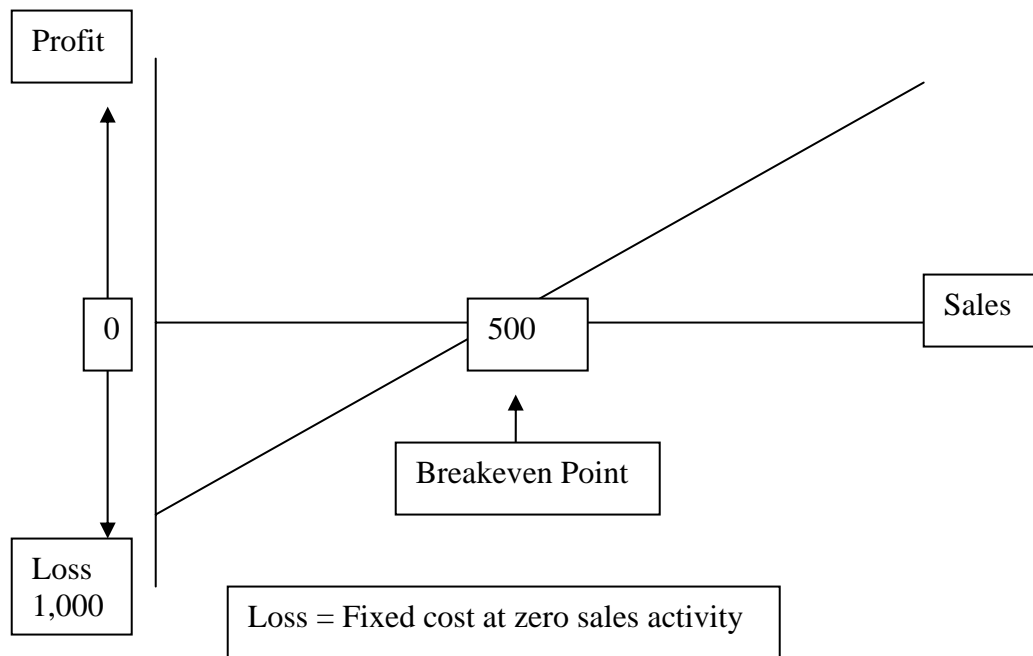 Profit
0
500
Sales
Breakeven Point
Loss
1,000
Loss = Fixed cost at zero sales activity